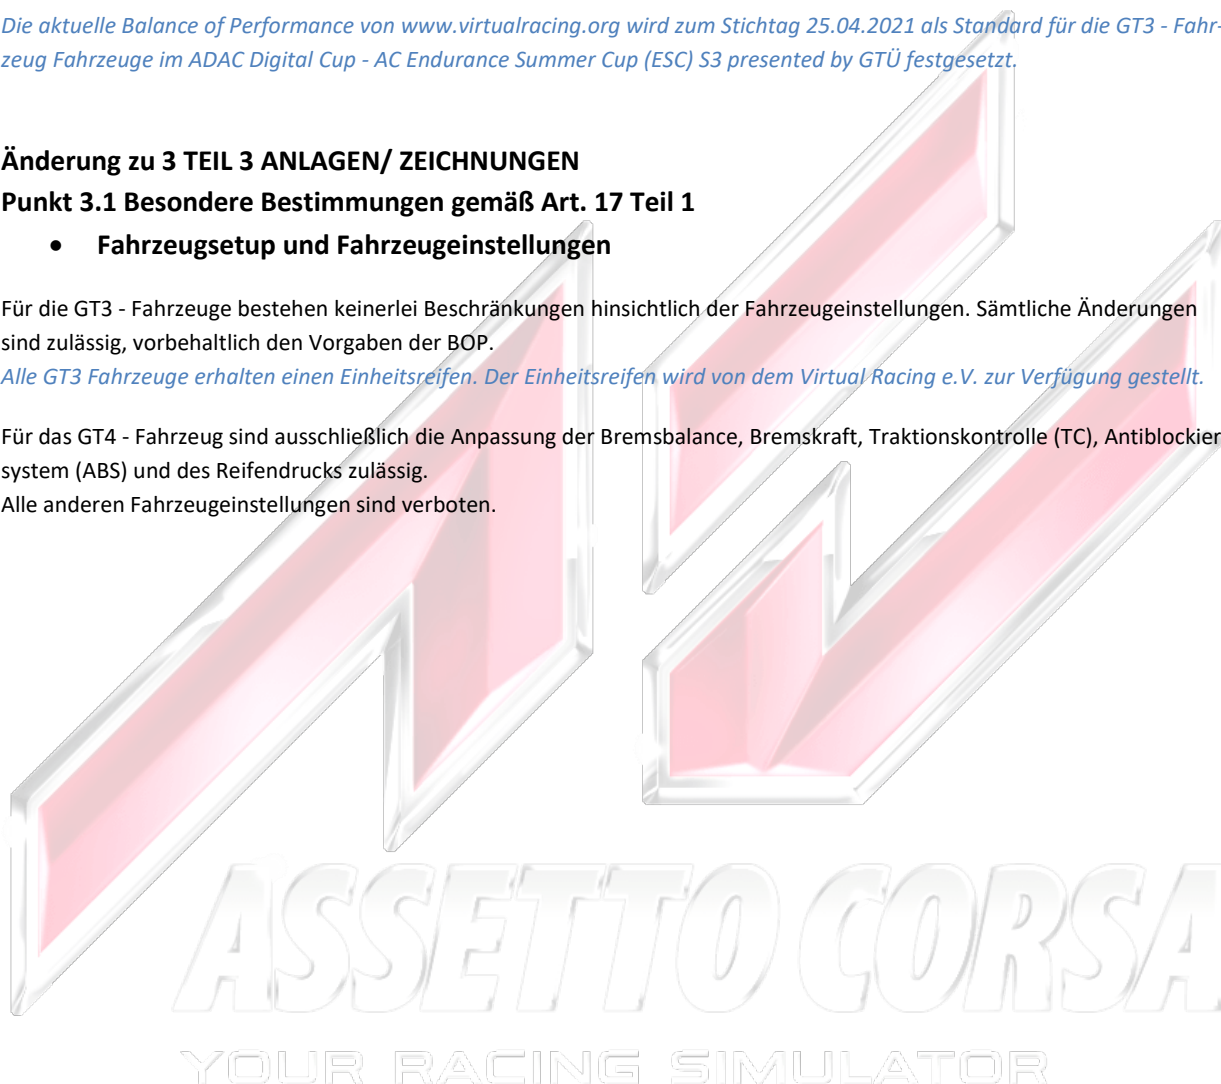 Die aktuelle Balance of Performance von www.virtualracing.org wird zum Stichtag 25.04.2021 als Standard für die GT3 - Fahr-
zeug Fahrzeuge im ADAC Digital Cup - AC Endurance Summer Cup (ESC) S3 presented by GTÜ festgesetzt.
Änderung zu 3 TEIL 3 ANLAGEN/ ZEICHNUNGEN
Punkt 3.1 Besondere Bestimmungen gemäß Art. 17 Teil 1
• Fahrzeugsetup und Fahrzeugeinstellungen
Für die GT3 - Fahrzeuge bestehen keinerlei Beschränkungen hinsichtlich der Fahrzeugeinstellungen. Sämtliche Änderungen
sind zulässig, vorbehaltlich den Vorgaben der BOP.
Alle GT3 Fahrzeuge erhalten einen Einheitsreifen. Der Einheitsreifen wird von dem Virtual Racing e.V. zur Verfügung gestellt.
Für das GT4 - Fahrzeug sind ausschließlich die Anpassung der Bremsbalance, Bremskraft, Traktionskontrolle (TC), Antiblockier
system (ABS) und des Reifendrucks zulässig.
Alle anderen Fahrzeugeinstellungen sind verboten.
ASSETTO CORSA
YOUR RACING SIMULATOR